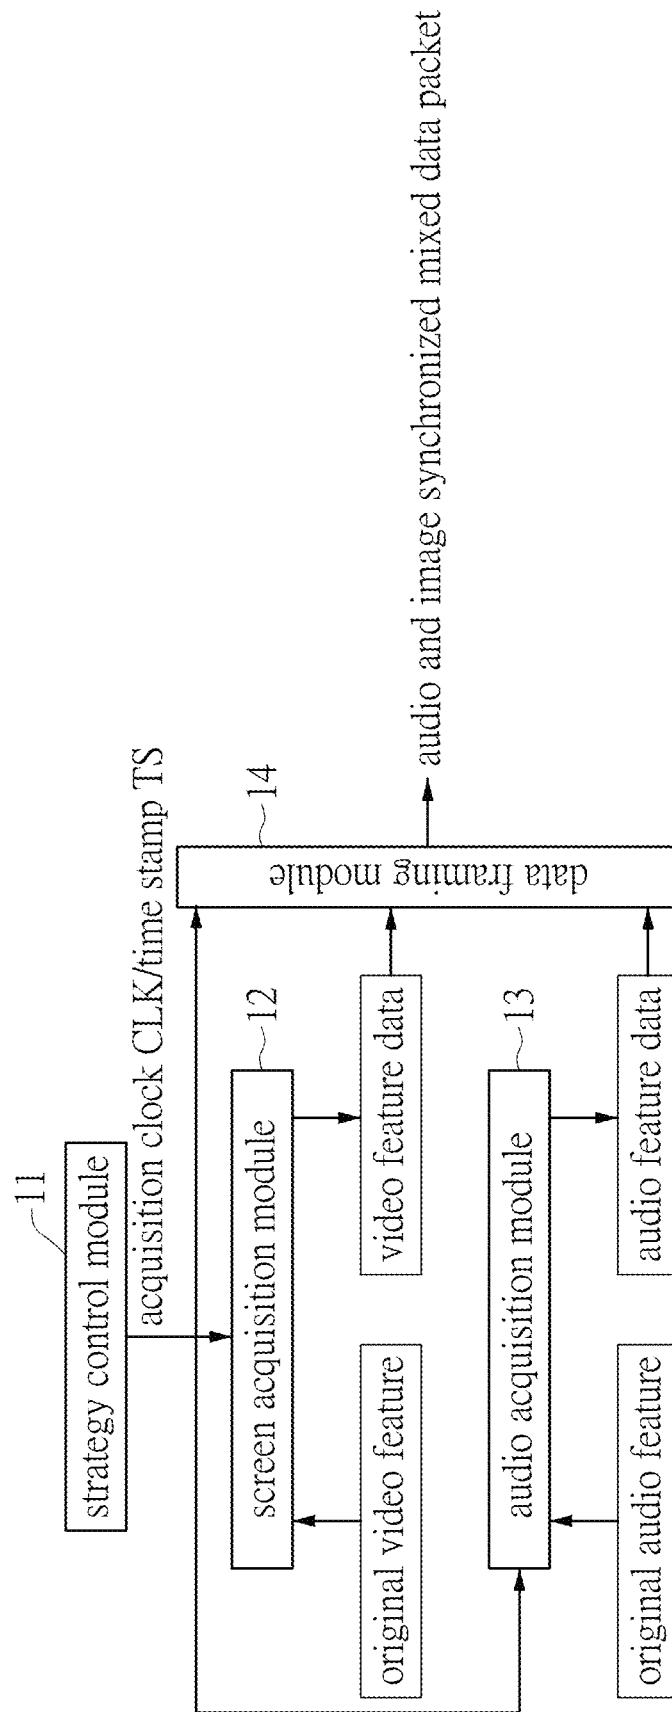 11
strategy control module
acquisition clock CLK/time stamp TS
12
screen acquisition module
original video feature
video feature data
13
audio acquisition module
original audio feature
audio feature data
14
data framing module
audio and image synchronized mixed data packet